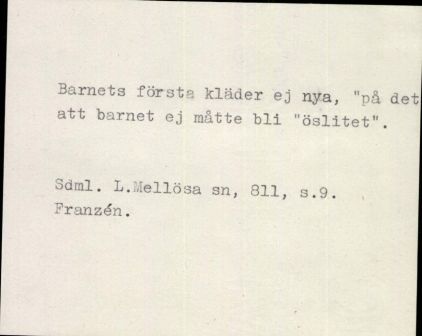 Barnets första kläder ej nya, "på det
att barnet ej måtte bli "öslitet".
Sdml. L.Mellösa sn, 811, s.9.
Franzén.